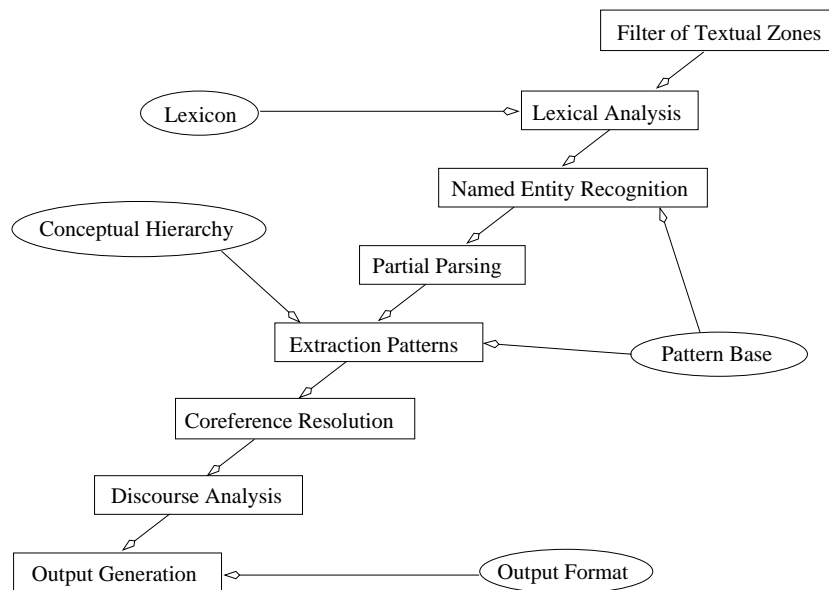 Filter of Textual Zones
Lexicon
Lexical Analysis
Named Entity Recognition
Conceptual Hierarchy
Partial Parsing
Extraction Patterns
Pattern Base
Coreference Resolution
Discourse Analysis
Output Generation
Output Format